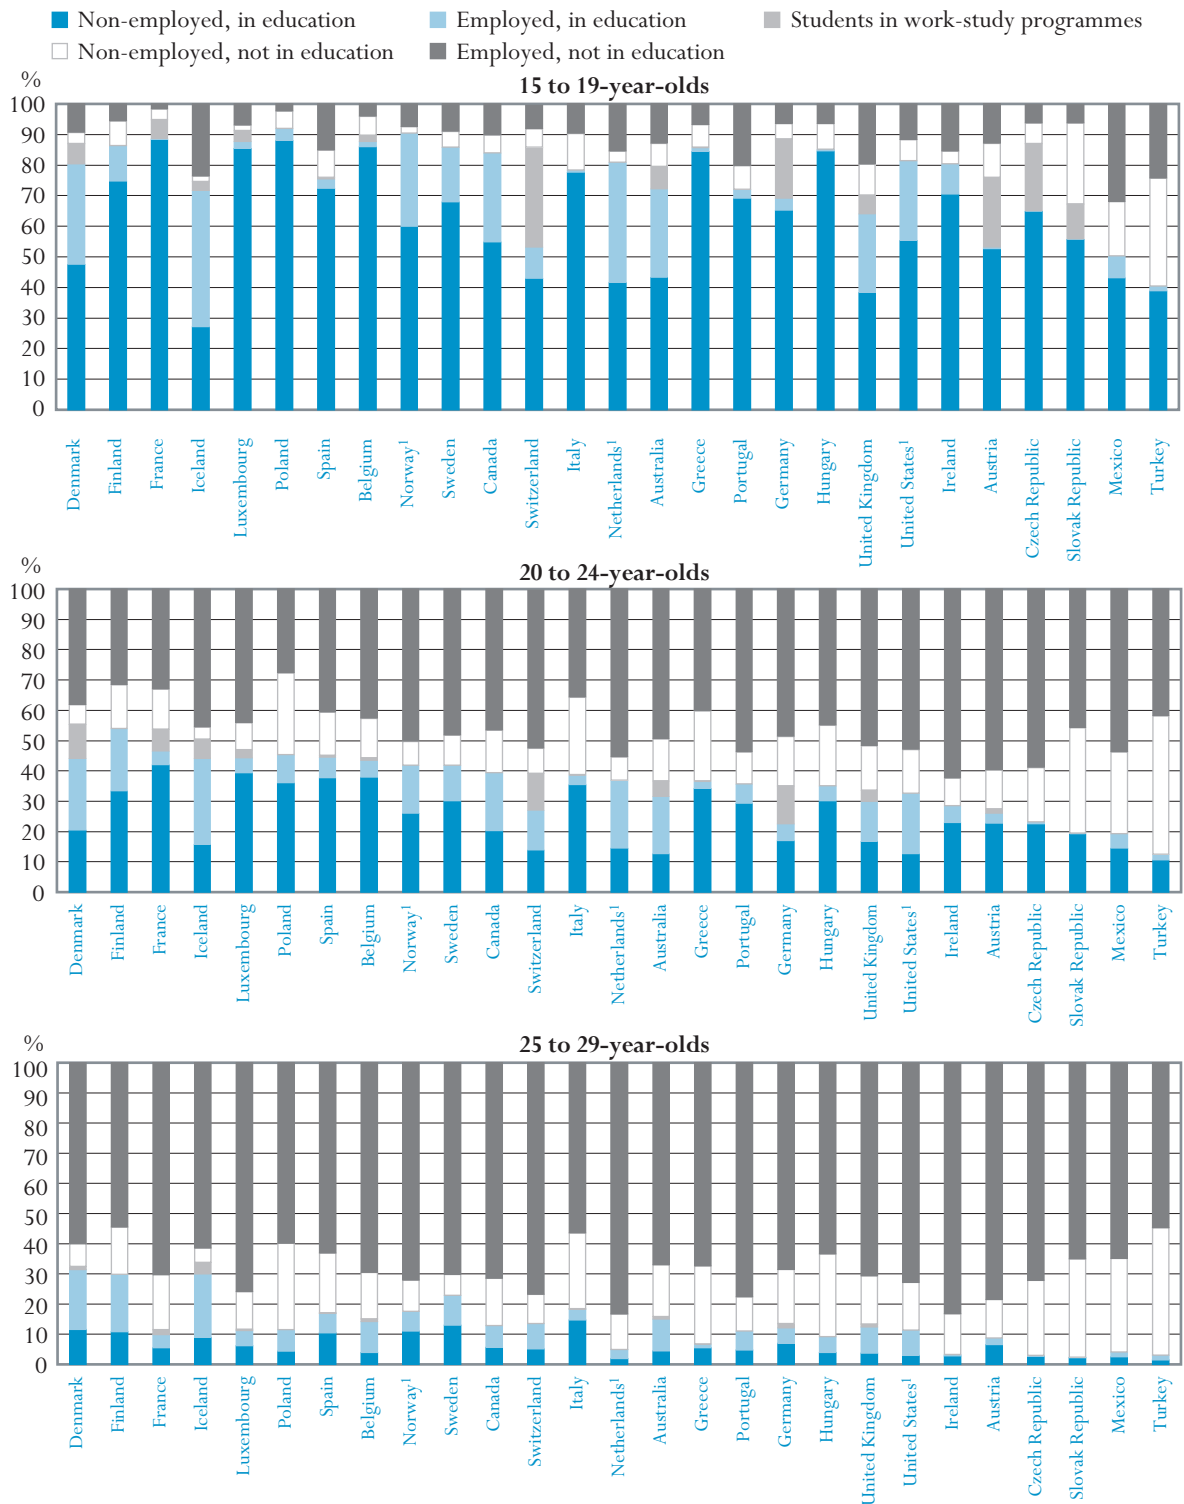 Non-employed, in education Employed, in education Students in work-study programmes
Non-employed, not in education Employed, not in education
%
15 to 19-year-olds
100
90
80
70
60
50
40
30
20
10
0
Denmark
Finland
France
Iceland
Luxembourg
Poland
Spain
Belgium
Norway¹
Sweden
Canada
Switzerland
Italy
Netherlands¹
Australia
Greece
Portugal
Germany
Hungary
United Kingdom
United States¹
Ireland
Austria
Czech Republic
Slovak Republic
Mexico
Turkey
%
20 to 24-year-olds
100
90
80
70
60
50
40
30
20
10
0
Denmark
Finland
France
Iceland
Luxembourg
Poland
Spain
Belgium
Norway¹
Sweden
Canada
Switzerland
Italy
Netherlands¹
Australia
Greece
Portugal
Germany
Hungary
United Kingdom
United States¹
Ireland
Austria
Czech Republic
Slovak Republic
Mexico
Turkey
%
25 to 29-year-olds
100
90
80
70
60
50
40
30
20
10
0
Denmark
Finland
France
Iceland
Luxembourg
Poland
Spain
Belgium
Norway¹
Sweden
Canada
Switzerland
Italy
Netherlands¹
Australia
Greece
Portugal
Germany
Hungary
United Kingdom
United States¹
Ireland
Austria
Czech Republic
Slovak Republic
Mexico
Turkey